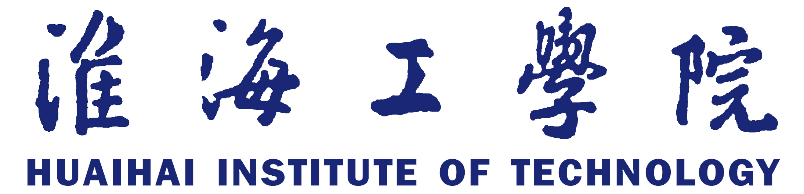 淮海工學院
HUAIHAI INSTITUTE OF TECHNOLOGY